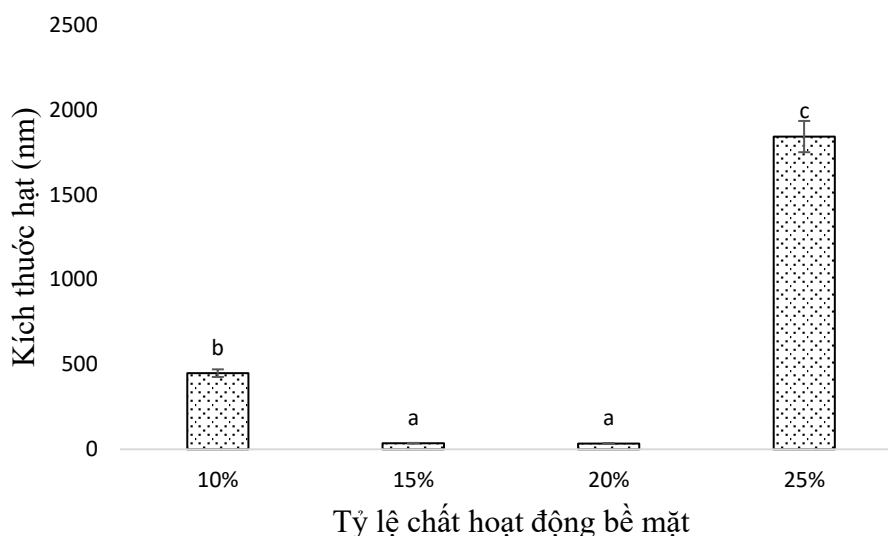 2500
2000
1500
1000
500
0
Kích thước hạt (nm)
b
a
a
c
10%
15%
20%
25%
Tỷ lệ chất hoạt động bề mặt